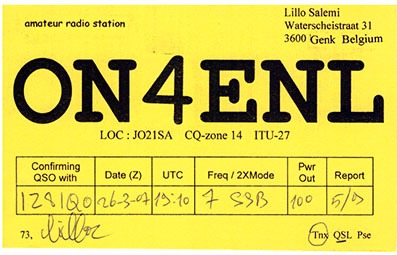 Lillo Salemi
amateur radio station
Waterscheistraat 31
3600 Genk Belgium
ON4ENL
LOC : JO21SA CQ-zone 14 ITU-27
Confirming QSO with Date (Z) UTC Freq / 2XMode Pwr Out Report
26-3-07 15:10 7 SSB 100 5/9
73, Lillo
Tnx QSL Pse